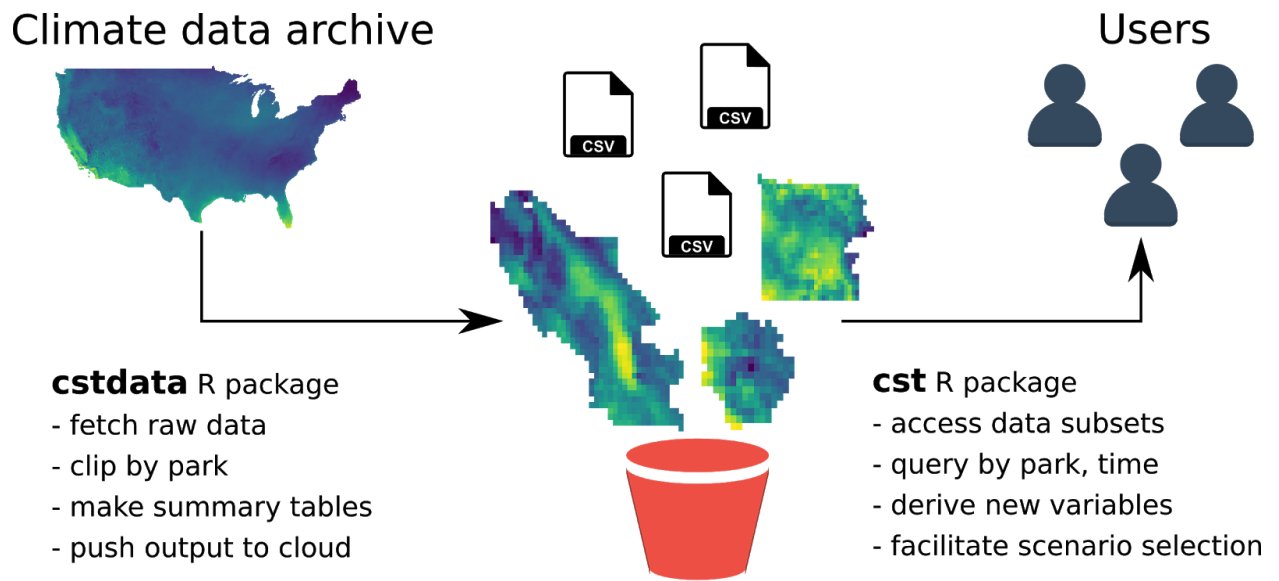 Climate data archive
Users
CSV
CSV
CSV
cstdata R package
- fetch raw data
- clip by park
- make summary tables
- push output to cloud
cst R package
- access data subsets
- query by park, time
- derive new variables
- facilitate scenario selection